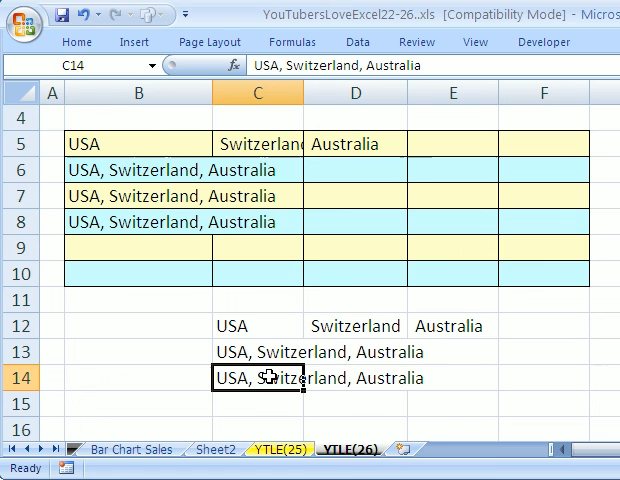 YouTubersLoveExcel22-26..xls [Compatibility Mode] - Micros
Home Insert Page Layout Formulas Data Review View Developer
C14 fx USA, Switzerland, Australia
A B C D E F
4
5 USA Switzerland Australia
6 USA, Switzerland, Australia
7 USA, Switzerland, Australia
8 USA, Switzerland, Australia
9
10
11
12 USA Switzerland Australia
13 USA, Switzerland, Australia
14 USA, Switzerland, Australia
15
16
Bar Chart Sales Sheet2 YTLE(25) YTLE(26)
Ready